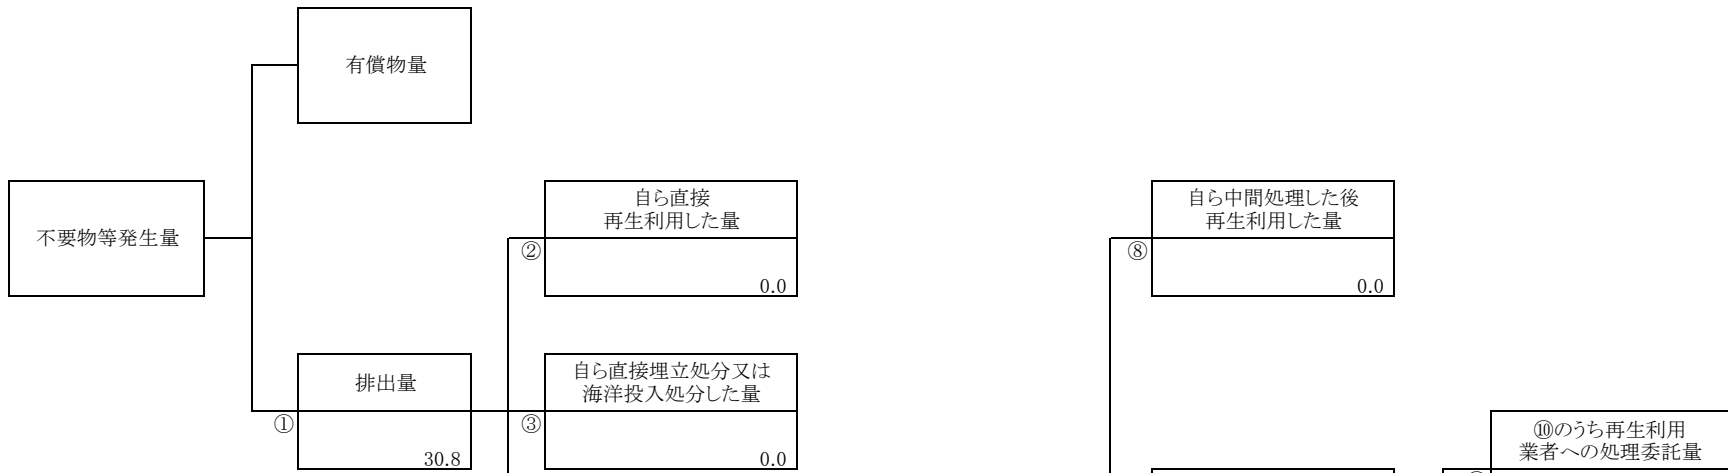 有償物量
不要物等発生量
自ら直接
再生利用した量
②
0.0
自ら中間処理した後
再生利用した量
⑧
0.0
排出量
①
30.8
自ら直接埋立処分又は
海洋投入処分した量
③
0.0
⑩のうち再生利用
業者への処理委託量